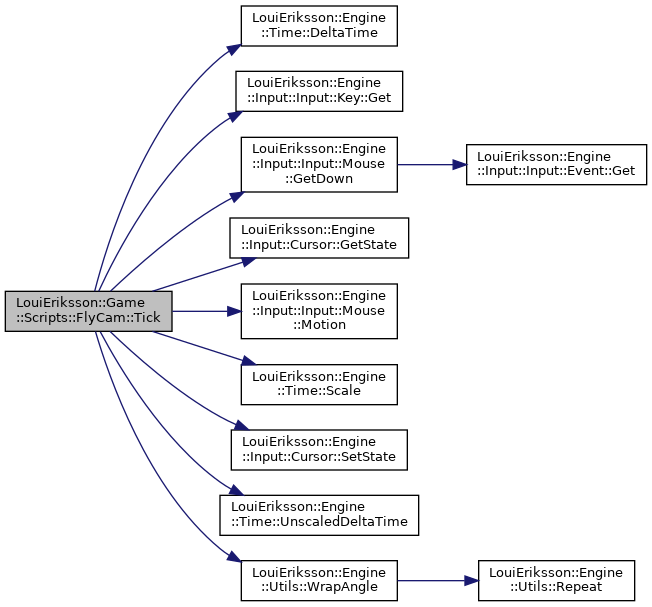 LouiEriksson::Engine
::Time::DeltaTime
LouiEriksson::Engine
::Input::Input::Key::Get
LouiEriksson::Engine
::Input::Input::Mouse
::GetDown
LouiEriksson::Engine
::Input::Input::Event::Get
LouiEriksson::Engine
::Input::Cursor::GetState
LouiEriksson::Game
::Scripts::FlyCam::Tick
LouiEriksson::Engine
::Input::Input::Mouse
::Motion
LouiEriksson::Engine
::Time::Scale
LouiEriksson::Engine
::Input::Cursor::SetState
LouiEriksson::Engine
::Time::UnscaledDeltaTime
LouiEriksson::Engine
::Utils::WrapAngle
LouiEriksson::Engine
::Utils::Repeat